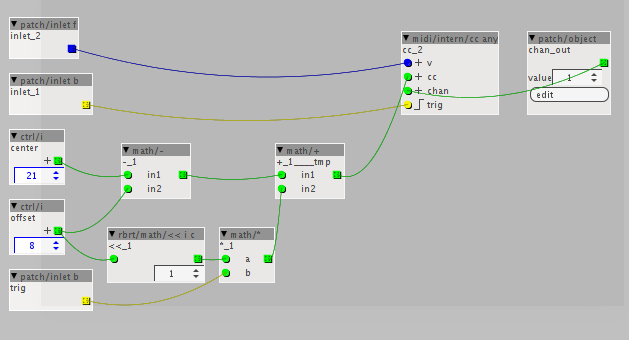 patch/inlet f
inlet_2
patch/inlet b
inlet_1
ctrl/i
center
+
21
ctrl/i
offset
+
8
patch/inlet b
trig
math/-
-_1
in1
in2
rbrt/math/<< i c
<<_1
1
math/*
*_1
a
b
math/+
+_1___tmp
in1
in2
midi/intern/cc any
cc_2
+ v
+ cc
+ chan
trig
patch/object
chan_out
value 1
edit